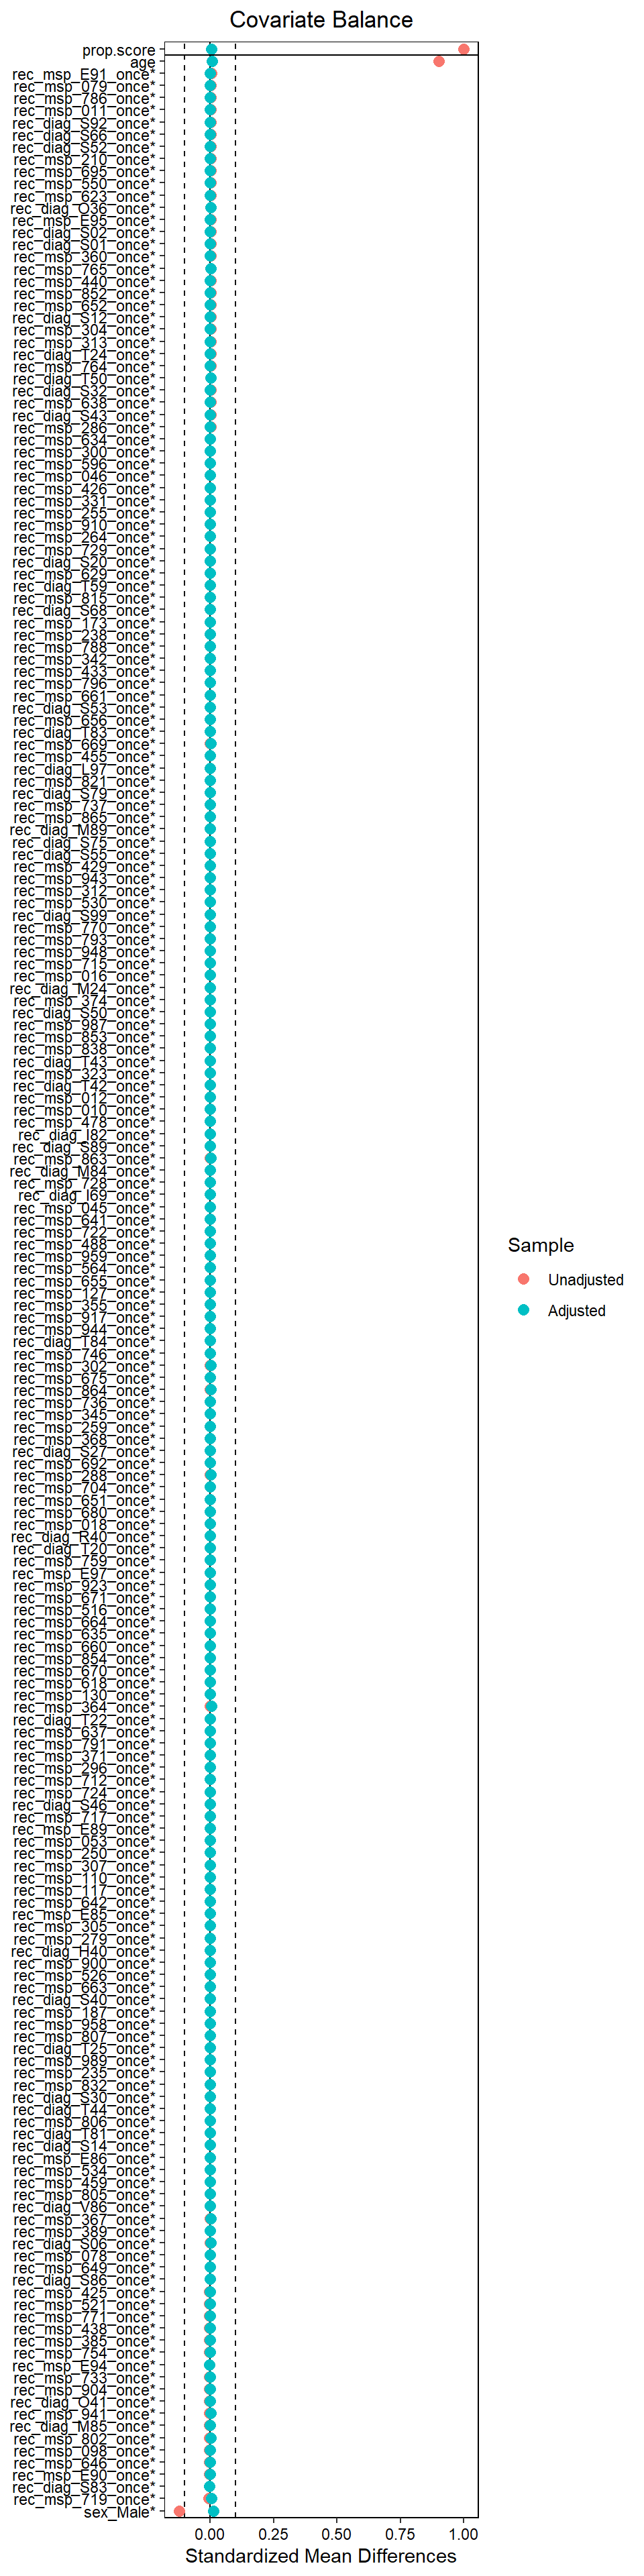 Covariate Balance
prop.score
age
rec_msp_E91_once*
rec_msp_079_once*
rec_msp_786_once*
rec_msp_011_once*
rec_diag_S92_once*
rec_diag_S66_once*
rec_diag_S52_once*
rec_msp_210_once*
rec_msp_695_once*
rec_msp_550_once*
rec_msp_623_once*
rec_diag_O36_once*
rec_msp_E95_once*
rec_diag_S02_once*
rec_diag_S01_once*
rec_msp_360_once*
rec_msp_765_once*
rec_msp_440_once*
rec_msp_852_once*
rec_msp_652_once*
rec_diag_S12_once*
rec_msp_304_once*
rec_msp_313_once*
rec_diag_T24_once*
rec_msp_764_once*
rec_diag_T50_once*
rec_diag_S32_once*
rec_msp_638_once*
rec_diag_S43_once*
rec_msp_286_once*
rec_msp_634_once*
rec_msp_300_once*
rec_msp_596_once*
rec_msp_046_once*
rec_msp_426_once*
rec_msp_331_once*
rec_msp_255_once*
rec_msp_910_once*
rec_msp_264_once*
rec_msp_729_once*
rec_diag_S20_once*
rec_msp_629_once*
rec_diag_T59_once*
rec_msp_815_once*
rec_diag_S68_once*
rec_msp_173_once*
rec_msp_238_once*
rec_msp_788_once*
rec_msp_342_once*
rec_msp_433_once*
rec_msp_796_once*
rec_msp_661_once*
rec_diag_S53_once*
rec_msp_656_once*
rec_diag_T83_once*
rec_msp_669_once*
rec_msp_455_once*
rec_diag_L97_once*
rec_msp_821_once*
rec_diag_S79_once*
rec_msp_737_once*
rec_msp_865_once*
rec_diag_M89_once*
rec_diag_S75_once*
rec_diag_S55_once*
rec_msp_429_once*
rec_msp_943_once*
rec_msp_312_once*
rec_msp_530_once*
rec_diag_S99_once*
rec_msp_770_once*
rec_msp_793_once*
rec_msp_948_once*
rec_msp_715_once*
rec_msp_016_once*
rec_diag_M24_once*
rec_msp_374_once*
rec_diag_S50_once*
rec_msp_987_once*
rec_msp_853_once*
rec_msp_838_once*
rec_diag_T43_once*
rec_msp_323_once*
rec_diag_T42_once*
rec_msp_012_once*
rec_msp_010_once*
rec_msp_478_once*
rec_diag_I82_once*
rec_diag_S89_once*
rec_msp_863_once*
rec_diag_M84_once*
rec_msp_728_once*
rec_diag_I69_once*
rec_msp_045_once*
rec_msp_641_once*
rec_msp_722_once*
rec_msp_488_once*
rec_msp_959_once*
rec_msp_564_once*
rec_msp_655_once*
rec_msp_127_once*
rec_msp_355_once*
rec_msp_917_once*
rec_msp_944_once*
rec_diag_T84_once*
rec_msp_746_once*
rec_msp_302_once*
rec_msp_675_once*
rec_msp_864_once*
rec_msp_736_once*
rec_msp_345_once*
rec_msp_259_once*
rec_msp_368_once*
rec_diag_S27_once*
rec_msp_692_once*
rec_msp_288_once*
rec_msp_704_once*
rec_msp_651_once*
rec_msp_680_once*
rec_msp_018_once*
rec_diag_R40_once*
rec_diag_T20_once*
rec_msp_759_once*
rec_msp_E97_once*
rec_msp_923_once*
rec_msp_671_once*
rec_msp_516_once*
rec_msp_664_once*
rec_msp_635_once*
rec_msp_660_once*
rec_msp_854_once*
rec_msp_670_once*
rec_msp_618_once*
rec_msp_130_once*
rec_msp_364_once*
rec_diag_T22_once*
rec_msp_637_once*
rec_msp_791_once*
rec_msp_371_once*
rec_msp_296_once*
rec_msp_712_once*
rec_msp_724_once*
rec_diag_S46_once*
rec_msp_717_once*
rec_msp_E89_once*
rec_msp_053_once*
rec_msp_250_once*
rec_msp_307_once*
rec_msp_110_once*
rec_msp_117_once*
rec_msp_642_once*
rec_msp_E85_once*
rec_msp_305_once*
rec_msp_279_once*
rec_diag_H40_once*
rec_msp_900_once*
rec_msp_526_once*
rec_msp_663_once*
rec_diag_S40_once*
rec_msp_187_once*
rec_msp_958_once*
rec_msp_807_once*
rec_diag_T25_once*
rec_msp_989_once*
rec_msp_235_once*
rec_msp_832_once*
rec_diag_S30_once*
rec_diag_T44_once*
rec_msp_806_once*
rec_diag_T81_once*
rec_diag_S14_once*
rec_msp_E86_once*
rec_msp_534_once*
rec_msp_459_once*
rec_msp_805_once*
rec_diag_V86_once*
rec_msp_367_once*
rec_msp_389_once*
rec_diag_S06_once*
rec_msp_078_once*
rec_msp_649_once*
rec_diag_S86_once*
rec_msp_425_once*
rec_msp_521_once*
rec_msp_771_once*
rec_msp_438_once*
rec_msp_385_once*
rec_msp_754_once*
rec_msp_E94_once*
rec_msp_733_once*
rec_msp_904_once*
rec_diag_O41_once*
rec_msp_941_once*
rec_diag_M85_once*
rec_msp_802_once*
rec_msp_098_once*
rec_msp_646_once*
rec_msp_E90_once*
rec_diag_S83_once*
rec_msp_719_once*
sex_Male*
0.00 0.25 0.50 0.75 1.00
Standardized Mean Differences
Sample
Unadjusted
Adjusted